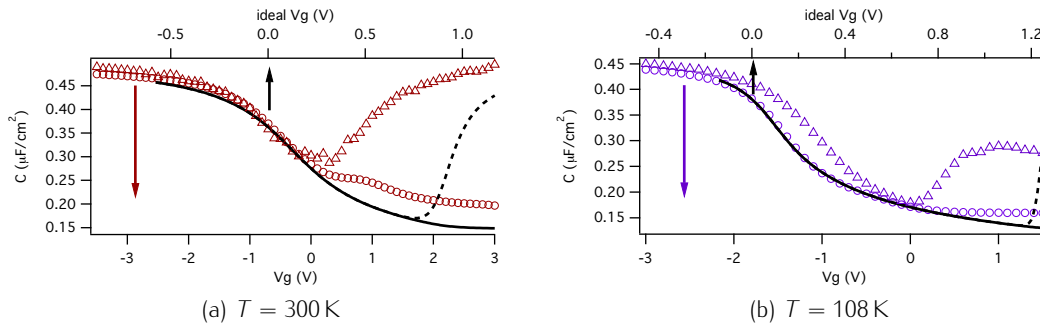 ideal Vg (V)
-0.5 0.0 0.5 1.0
0.45
0.40
0.35
0.30
0.25
0.20
0.15
C (µF/cm²)
-3 -2 -1 0 1 2 3
Vg (V)
(a) T = 300 K
ideal Vg (V)
-0.4 0.0 0.4 0.8 1.2
0.45
0.40
0.35
0.30
0.25
0.20
0.15
C (µF/cm²)
-3 -2 -1 0 1
Vg (V)
(b) T = 108 K